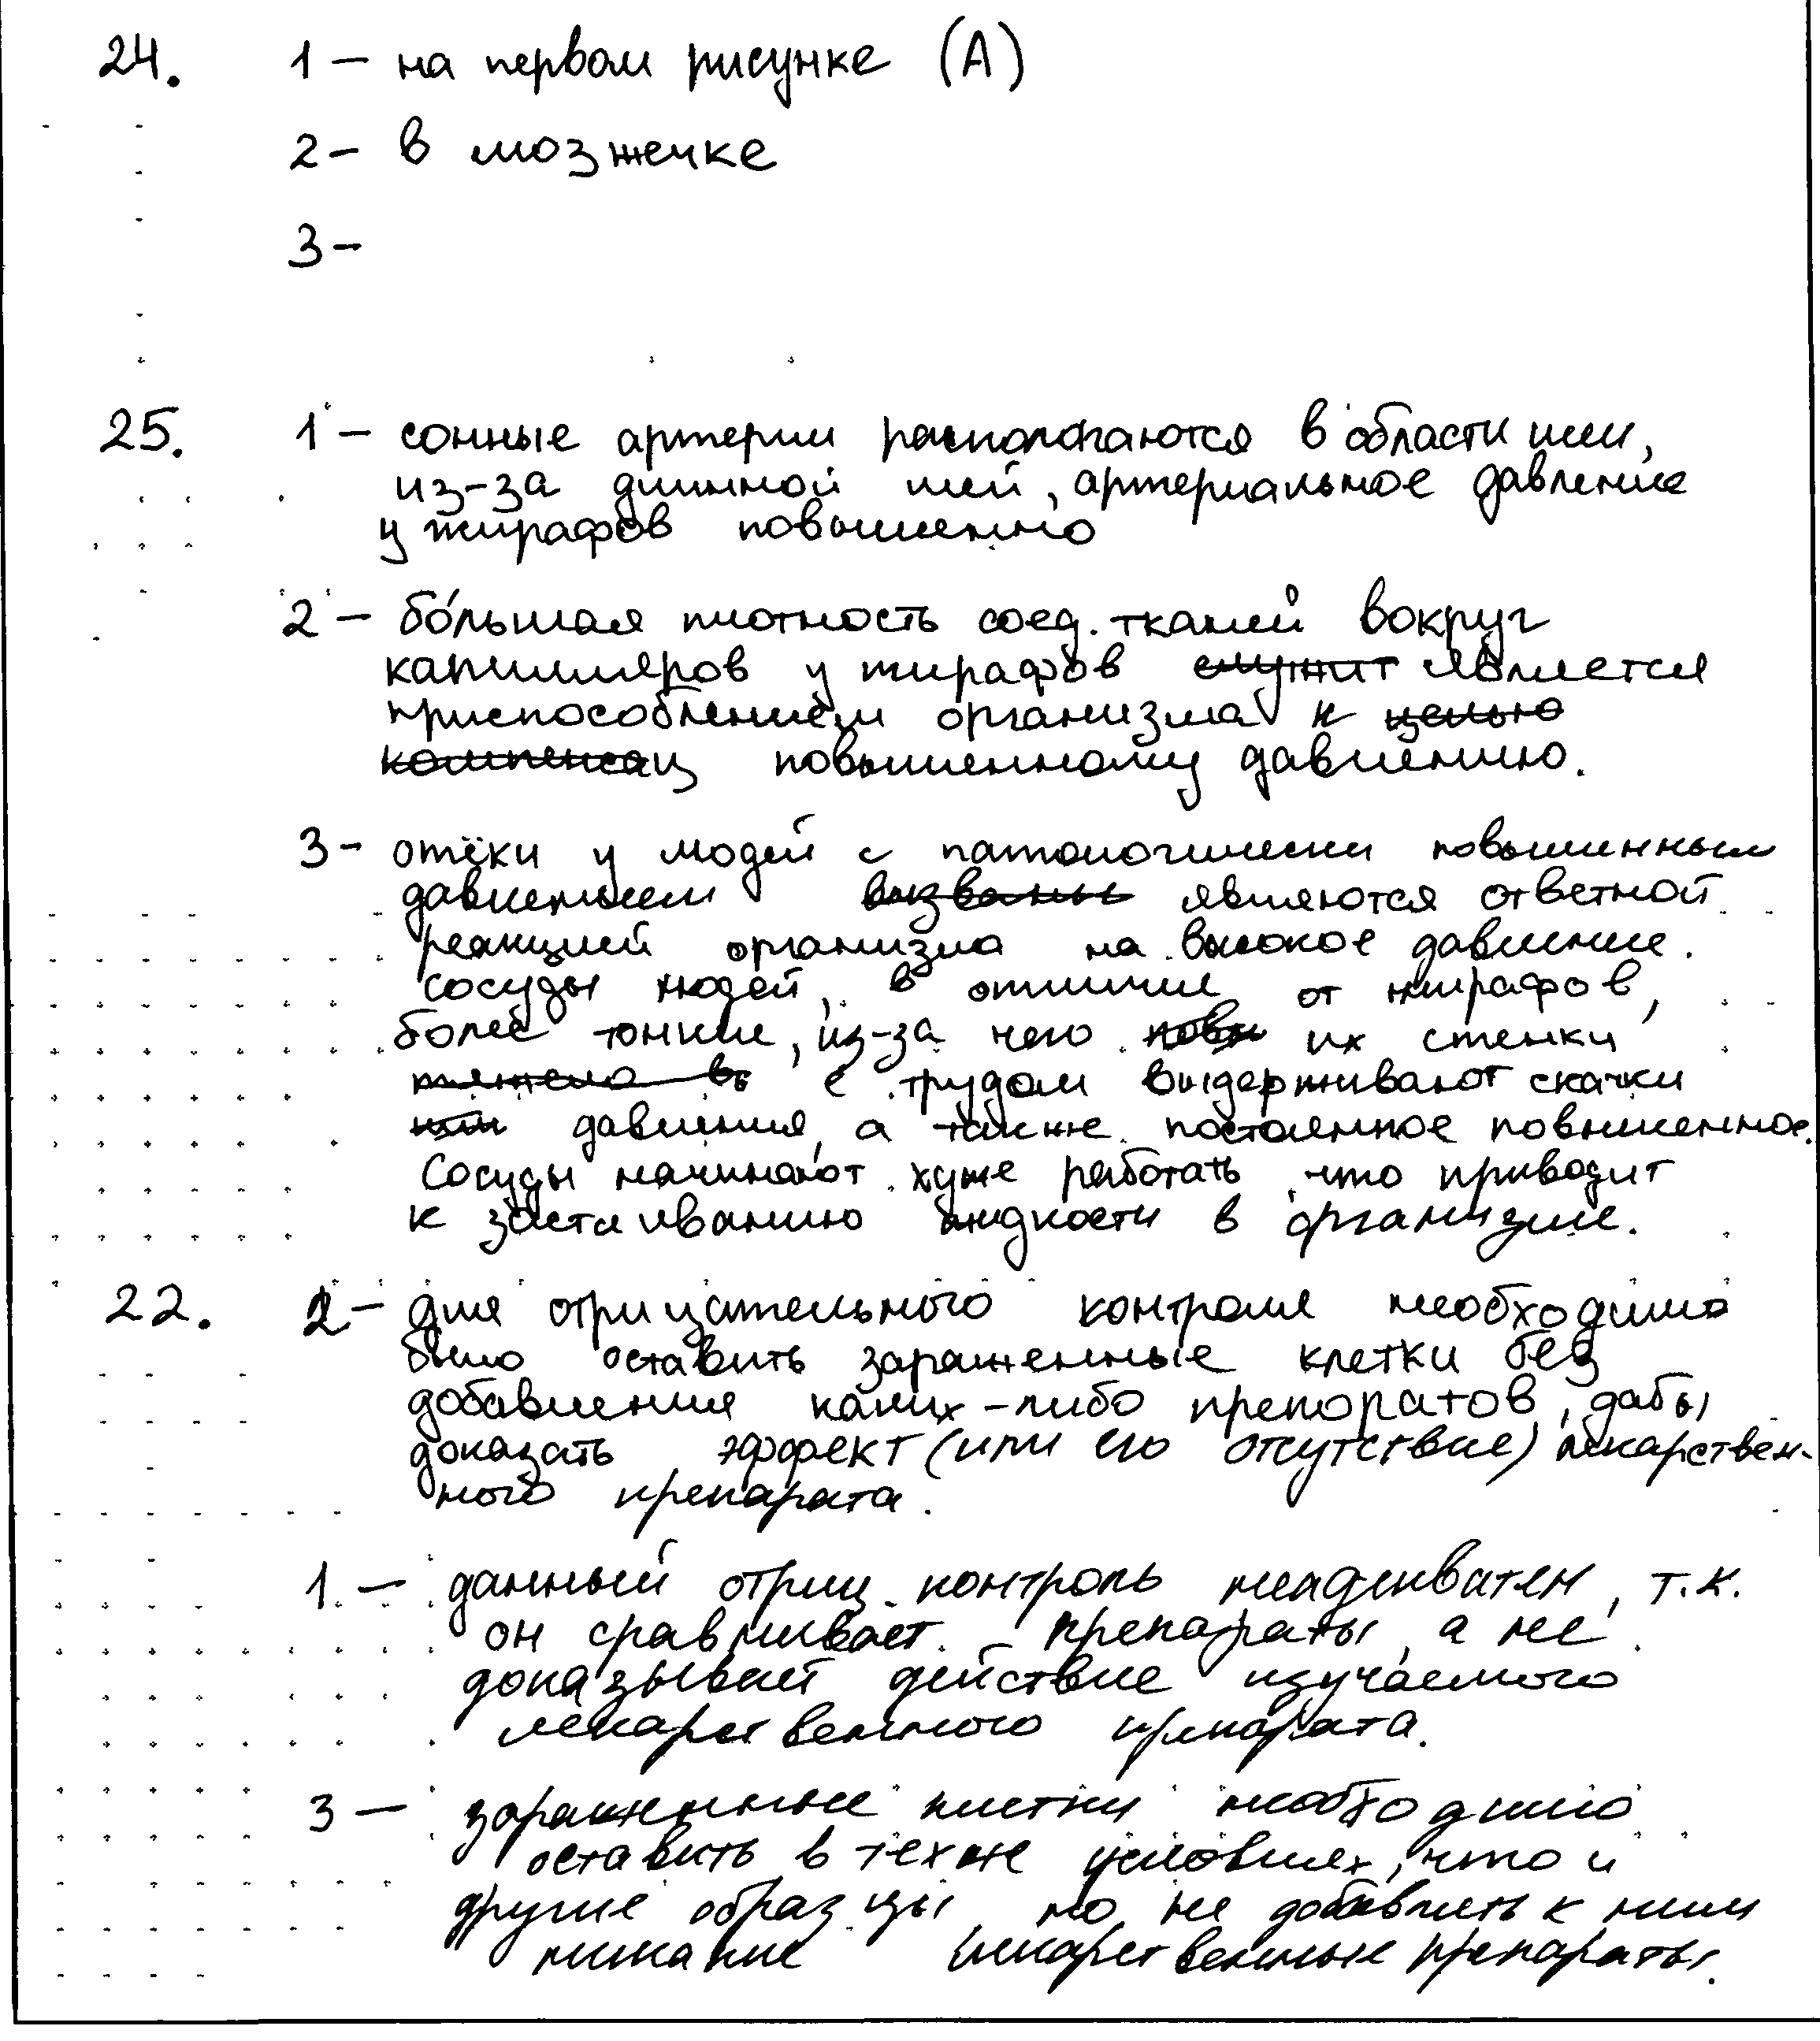 24. 1 – на первом рисунке (А)
2 – в мозжечке
3 –
25. 1 – сонные артерии располагаются в области шеи,
из-за длинной шей, артериальное давление
у жирафов повышенно
2 – бо́льшая плотность соед. тканей вокруг
капилляров у жирафов служит является
приспособлением организма к целью
компенсац повышенному давлению.
3 – отёки у людей с патологически повышенным
давлением вызваны являются ответной
реакцией организма на высокое давление.
сосуды людей, в отличие от жирафов,
более тонкие, из-за чего их стенки
тяжело вы с трудом выдерживают скачки
давления, а также постоянное повышенное.
Сосуды начинают хуже работать, что приводит
к застаиванию жидкости в организме.
22. 2 – для отрицательного контроля необходимо
было оставить зараженные клетки без
добавления каких-либо препоратов, дабы
доказать эффект (или его отсутствие) лекарствен-
ного препарата.
1 – данный отриц. контроль неадекватен, т.к.
он сравнивает препараты, а не
доказывает действие изучаемого
лекарственного препарата.
3 – зараженные клетки необходимо
оставить в тех же условиях, что и
другие образцы, но не добавлять к ним
никакие лекарственные препараты.